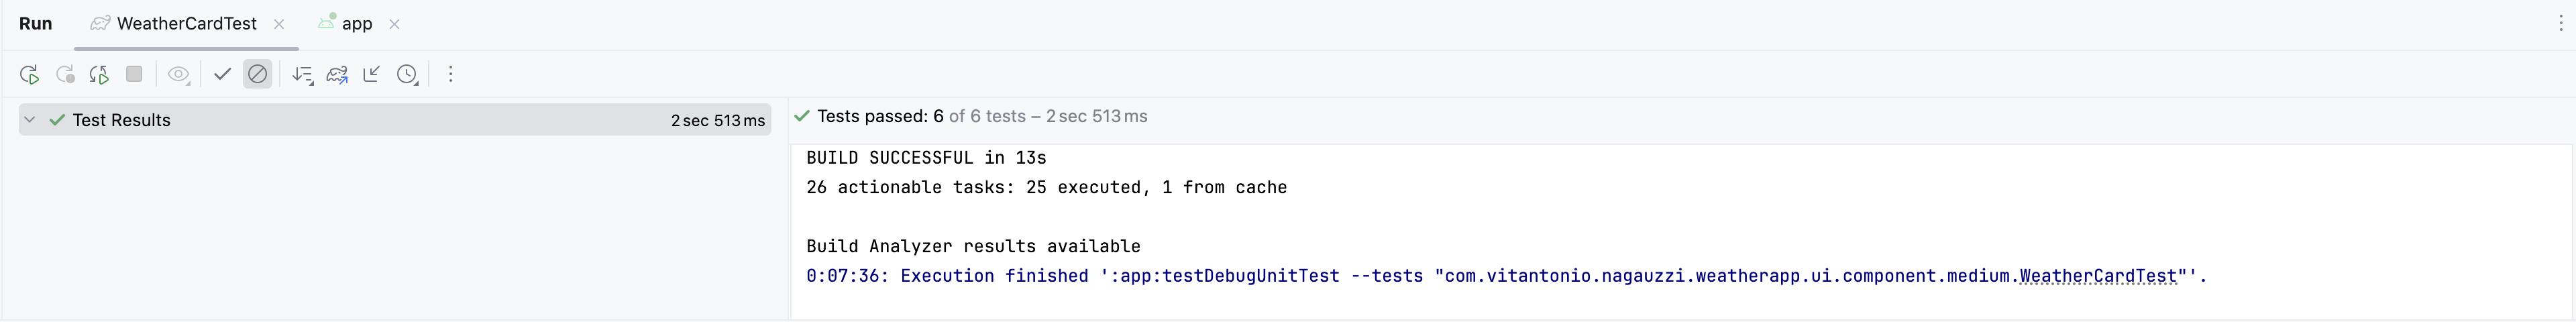 Run WeatherCardTest app
Test Results 2 sec 513 ms
Tests passed: 6 of 6 tests – 2 sec 513 ms
BUILD SUCCESSFUL in 13s
26 actionable tasks: 25 executed, 1 from cache
Build Analyzer results available
0:07:36: Execution finished ':app:testDebugUnitTest --tests "com.vitantonio.nagauzzi.weatherapp.ui.component.medium.WeatherCardTest"'.